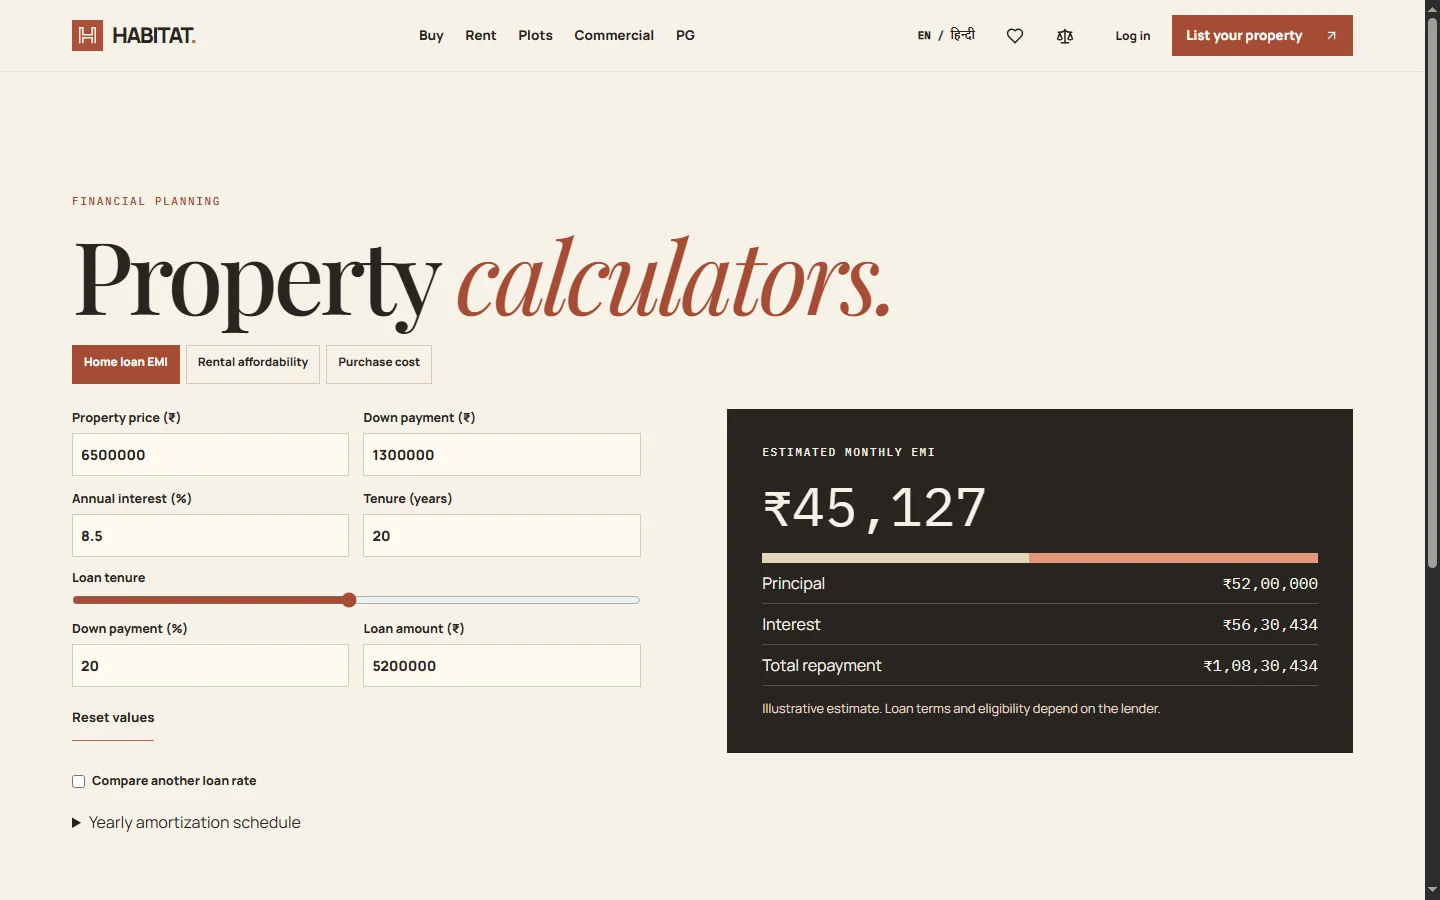 HABITAT.
Buy Rent Plots Commercial PG
EN / हिन्दी
Log in
List your property
FINANCIAL PLANNING
Property calculators.
Home loan EMI Rental affordability Purchase cost
Property price (₹) Down payment (₹)
6500000 1300000
Annual interest (%) Tenure (years)
8.5 20
Loan tenure
Down payment (%) Loan amount (₹)
20 5200000
Reset values
Compare another loan rate
Yearly amortization schedule
ESTIMATED MONTHLY EMI
₹45,127
Principal ₹52,00,000
Interest ₹56,30,434
Total repayment ₹1,08,30,434
Illustrative estimate. Loan terms and eligibility depend on the lender.